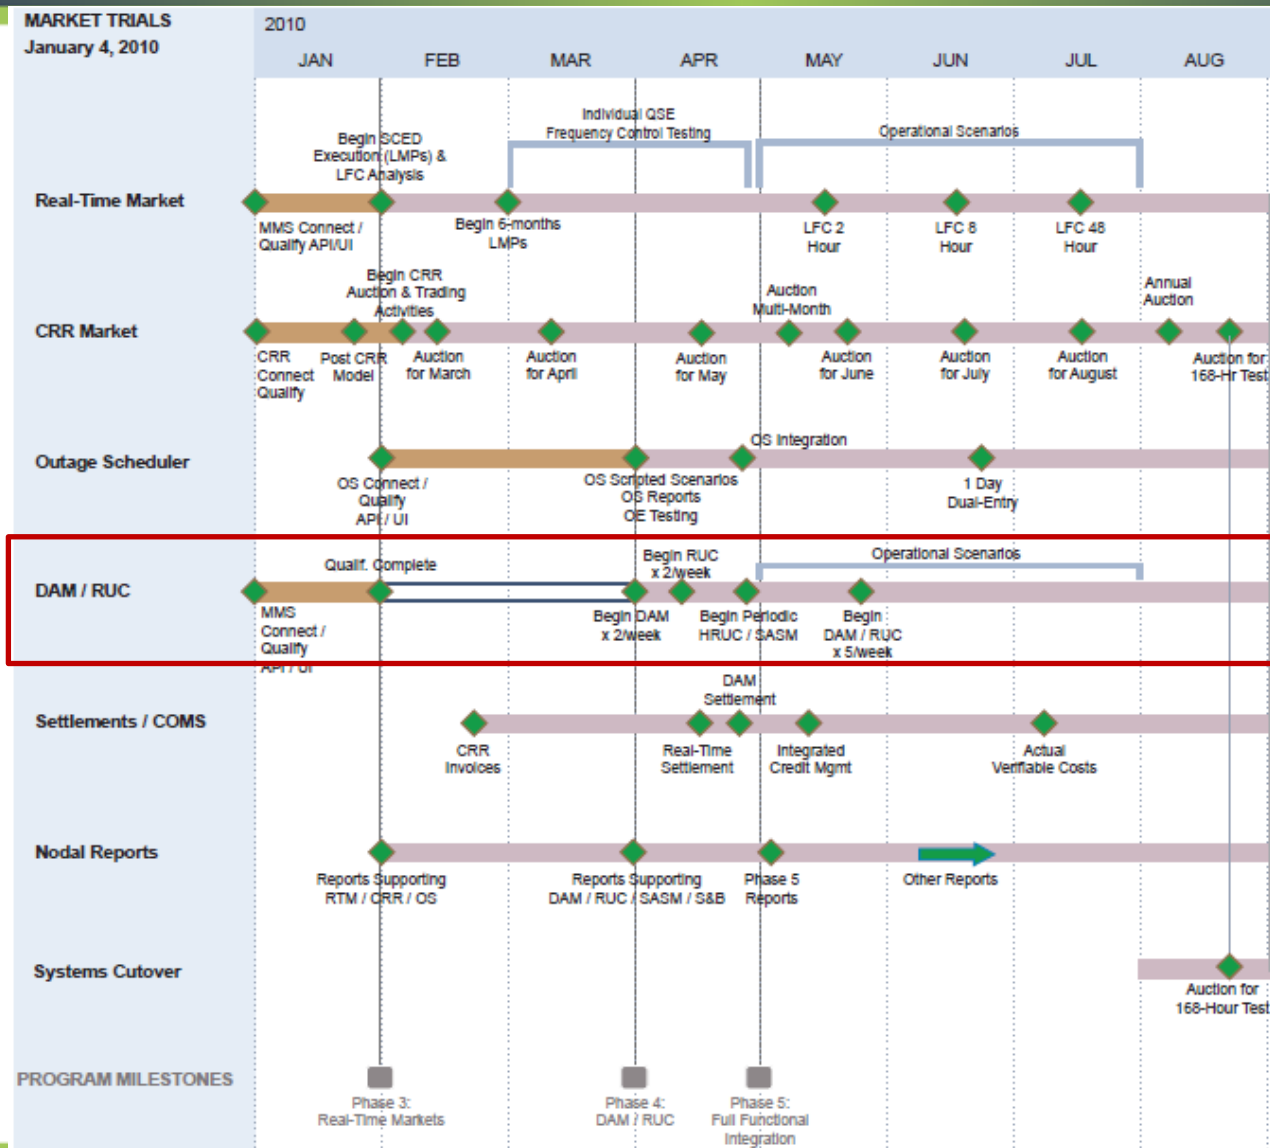 MARKET TRIALS
January 4, 2010
2010
JAN FEB MAR APR MAY JUN JUL AUG
Real-Time Market
Begin SCED
Execution (LMPs) &
LFC Analysis
Individual QSE
Frequency Control Testing
Operational Scenarios
MMS Connect /
Qualify API/UI
Begin 6-months
LMPs
LFC 2
Hour
LFC 8
Hour
LFC 48
Hour
CRR Market
Begin CRR
Auction & Trading
Activities
Auction
Multi-Month
Annual
Auction
CRR
Connect
Qualify
Post CRR
Model
Auction
for March
Auction
for April
Auction
for May
Auction
for June
Auction
for July
Auction
for August
Auction for
168-Hr Test
Outage Scheduler
OS Integration
OS Connect /
Qualify
API / UI
OS Scripted Scenarios
OS Reports
OE Testing
1 Day
Dual-Entry
DAM / RUC
Qualif. Complete
Begin RUC
x 2/week
Operational Scenarios
MMS
Connect /
Qualify
API / UI
Begin DAM
x 2/week
Begin Periodic
HRUC / SASM
Begin
DAM / RUC
x 5/week
Settlements / COMS
DAM
Settlement
CRR
Invoices
Real-Time
Settlement
Integrated
Credit Mgmt
Actual
Verifiable Costs
Nodal Reports
Reports Supporting
RTM / CRR / OS
Reports Supporting
DAM / RUC / SASM / S&B
Phase 5
Reports
Other Reports
Systems Cutover
Auction for
168-Hour Test
PROGRAM MILESTONES
Phase 3:
Real-Time Markets
Phase 4:
DAM / RUC
Phase 5:
Full Functional
Integration